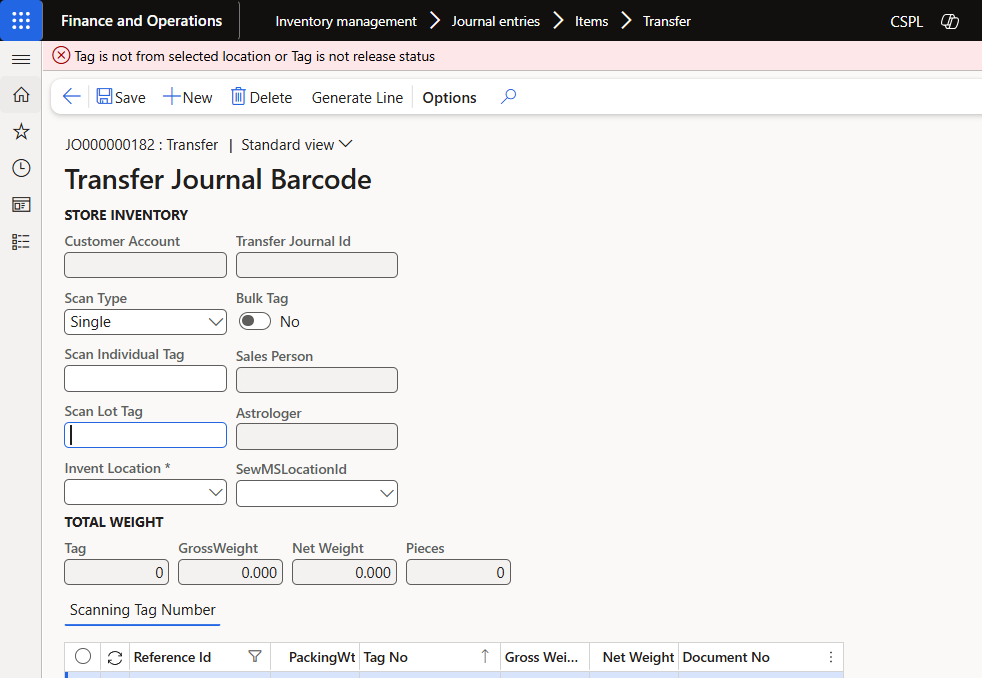 Finance and Operations
Inventory management > Journal entries > Items > Transfer
CSPL
Tag is not from selected location or Tag is not release status
Save New Delete Generate Line Options
JO000000182 : Transfer | Standard view
Transfer Journal Barcode
STORE INVENTORY
Customer Account Transfer Journal Id
Scan Type Bulk Tag
Single No
Scan Individual Tag Sales Person
Scan Lot Tag Astrologer
Invent Location * SewMSLocationId
TOTAL WEIGHT
Tag GrossWeight Net Weight Pieces
0 0.000 0.000 0
Scanning Tag Number
Reference Id PackingWt Tag No Gross Wei... Net Weight Document No